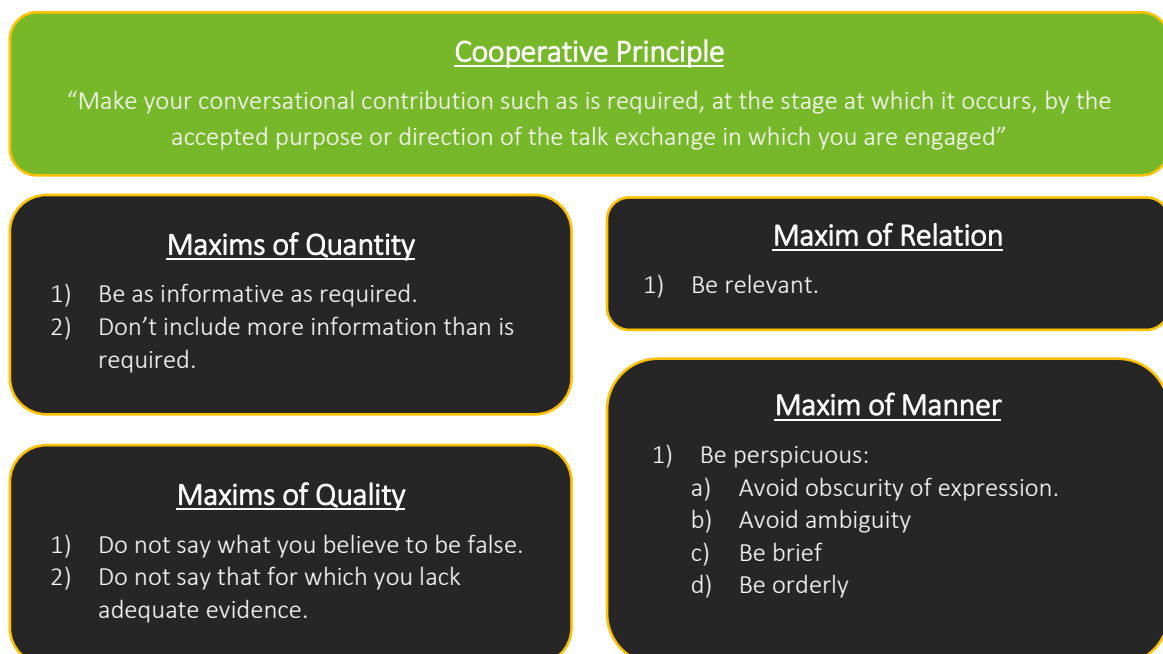 Cooperative Principle
“Make your conversational contribution such as is required, at the stage at which it occurs, by the
accepted purpose or direction of the talk exchange in which you are engaged”
Maxims of Quantity
1) Be as informative as required.
2) Don’t include more information than is
required.
Maxims of Quality
1) Do not say what you believe to be false.
2) Do not say that for which you lack
adequate evidence.
Maxim of Relation
1) Be relevant.
Maxim of Manner
1) Be perspicuous:
a) Avoid obscurity of expression.
b) Avoid ambiguity
c) Be brief
d) Be orderly